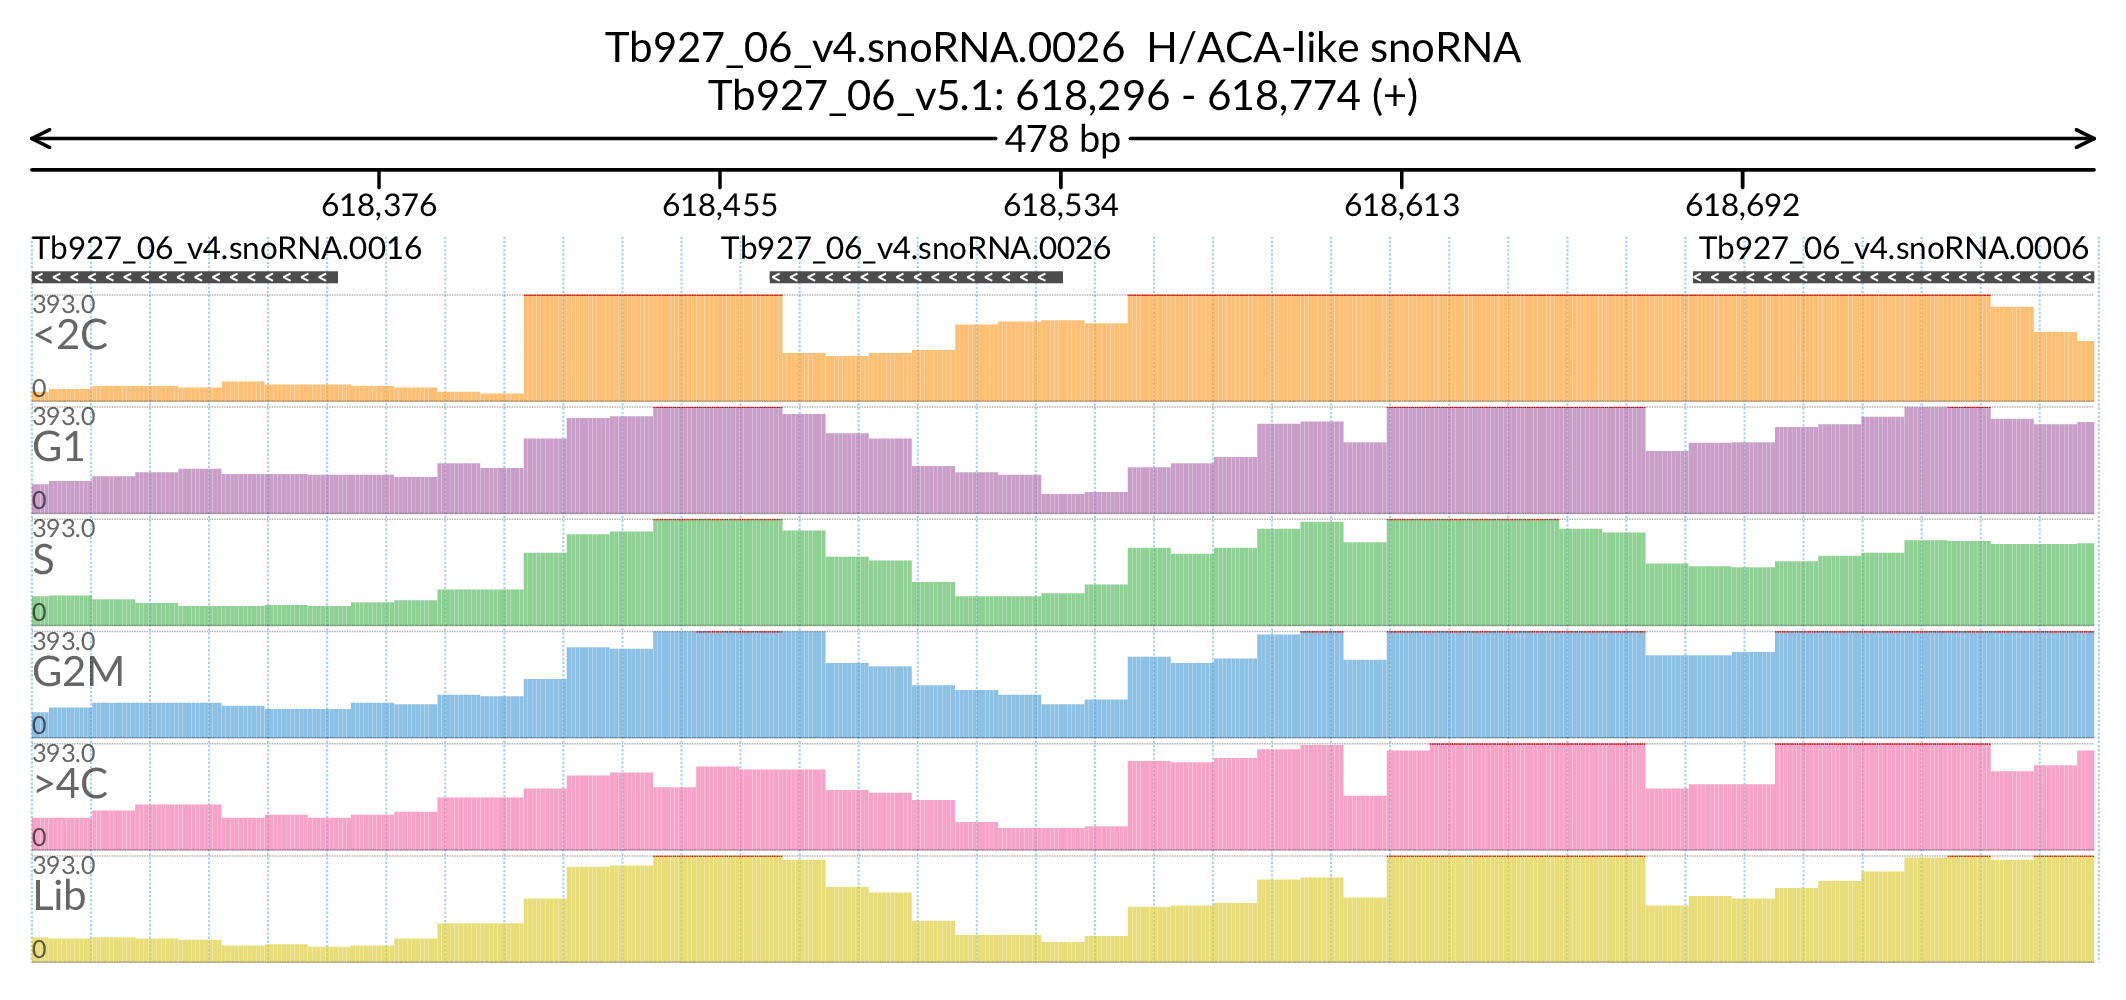 Tb927_06_v4.snoRNA.0026  H/ACA-like snoRNA
Tb927_06_v5.1: 618,296 - 618,774 (+)
478 bp
618,376 618,455 618,534 618,613 618,692
Tb927_06_v4.snoRNA.0016 Tb927_06_v4.snoRNA.0026 Tb927_06_v4.snoRNA.0006
393.0
<2C
0
393.0
G1
0
393.0
S
0
393.0
G2M
0
393.0
>4C
0
393.0
Lib
0